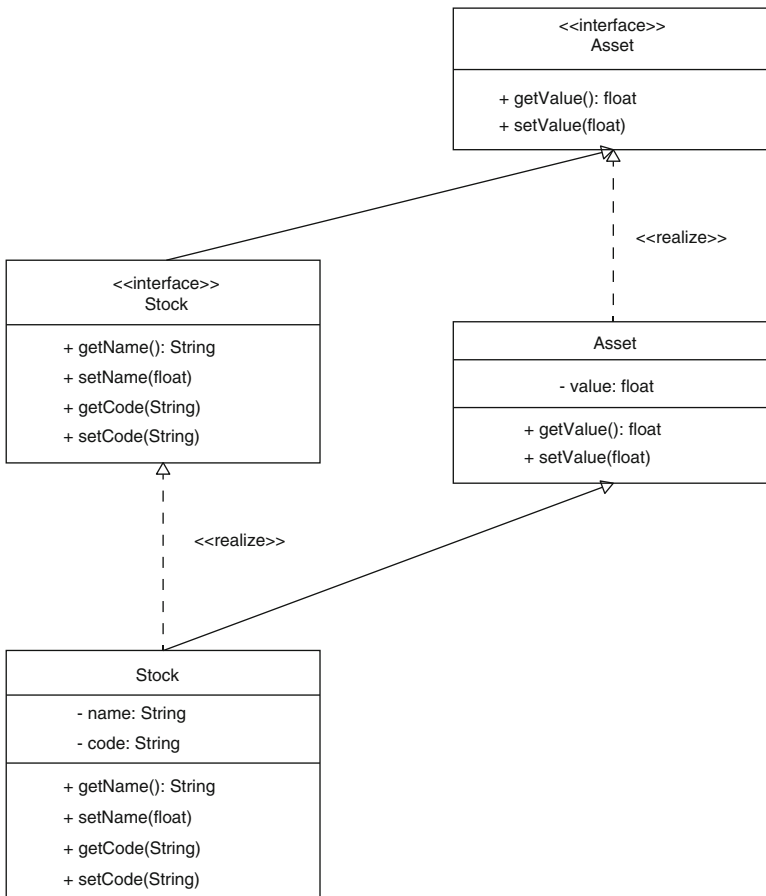 <<interface>>
Asset
+ getValue(): float
+ setValue(float)
<<realize>>
<<interface>>
Stock
+ getName(): String
+ setName(float)
+ getCode(String)
+ setCode(String)
Asset
- value: float
+ getValue(): float
+ setValue(float)
<<realize>>
Stock
- name: String
- code: String
+ getName(): String
+ setName(float)
+ getCode(String)
+ setCode(String)